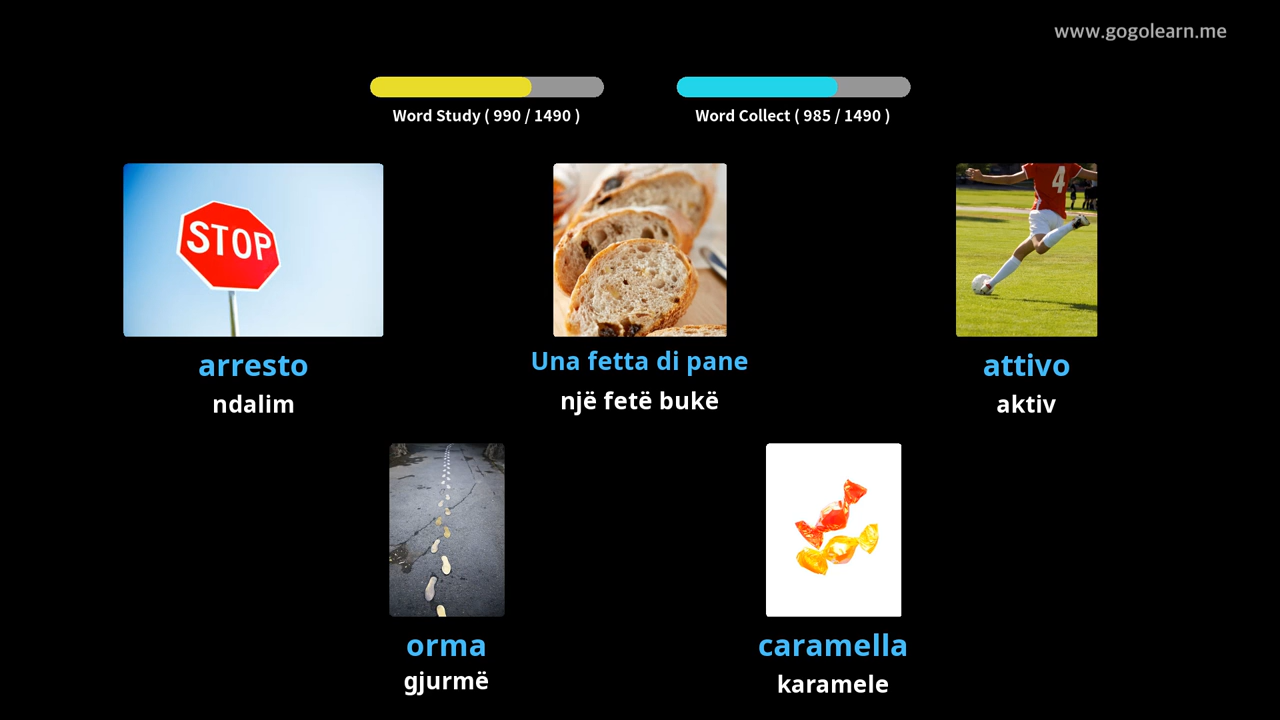 www.gogolearn.me
Word Study ( 990 / 1490 )
Word Collect ( 985 / 1490 )
STOP
4
arresto
ndalim
Una fetta di pane
një fetë bukë
attivo
aktiv
orma
gjurmë
caramella
karamele